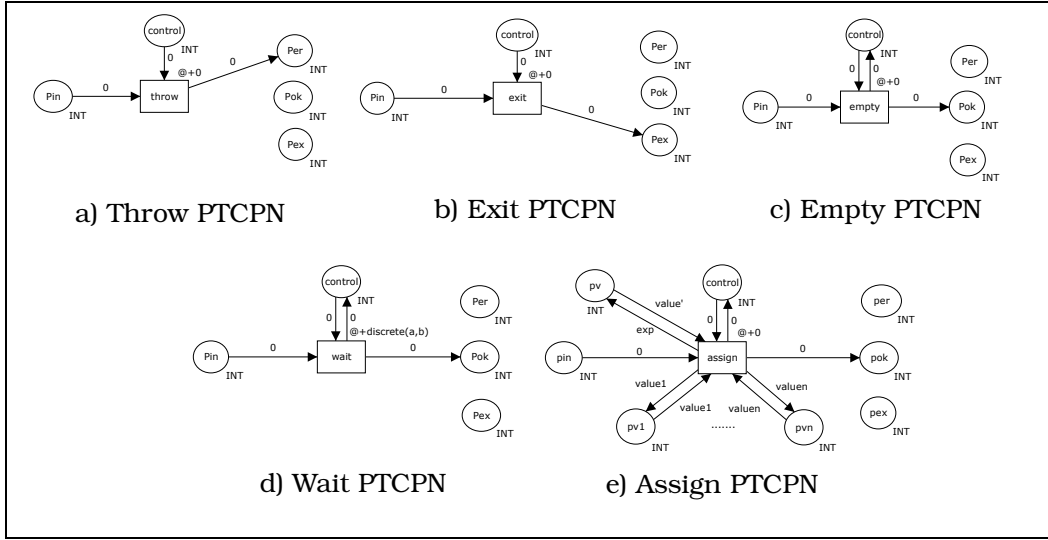 control
INT
0
@+0
Pin
INT
0
throw
0
Per
INT
Pok
INT
Pex
INT
a) Throw PTCPN
control
INT
0
@+0
Pin
INT
0
exit
0
Per
INT
Pok
INT
Pex
INT
b) Exit PTCPN
control
INT
0
0
@+0
Pin
INT
0
empty
0
Per
INT
Pok
INT
Pex
INT
c) Empty PTCPN
control
INT
0
0
@+discrete(a,b)
Pin
INT
0
wait
0
Per
INT
Pok
INT
Pex
INT
d) Wait PTCPN
pv
INT
value'
exp
control
INT
0
0
@+0
pin
INT
0
assign
0
per
INT
pok
INT
pex
INT
value1
value1
valuen
valuen
pv1
INT
.......
pvn
INT
e) Assign PTCPN